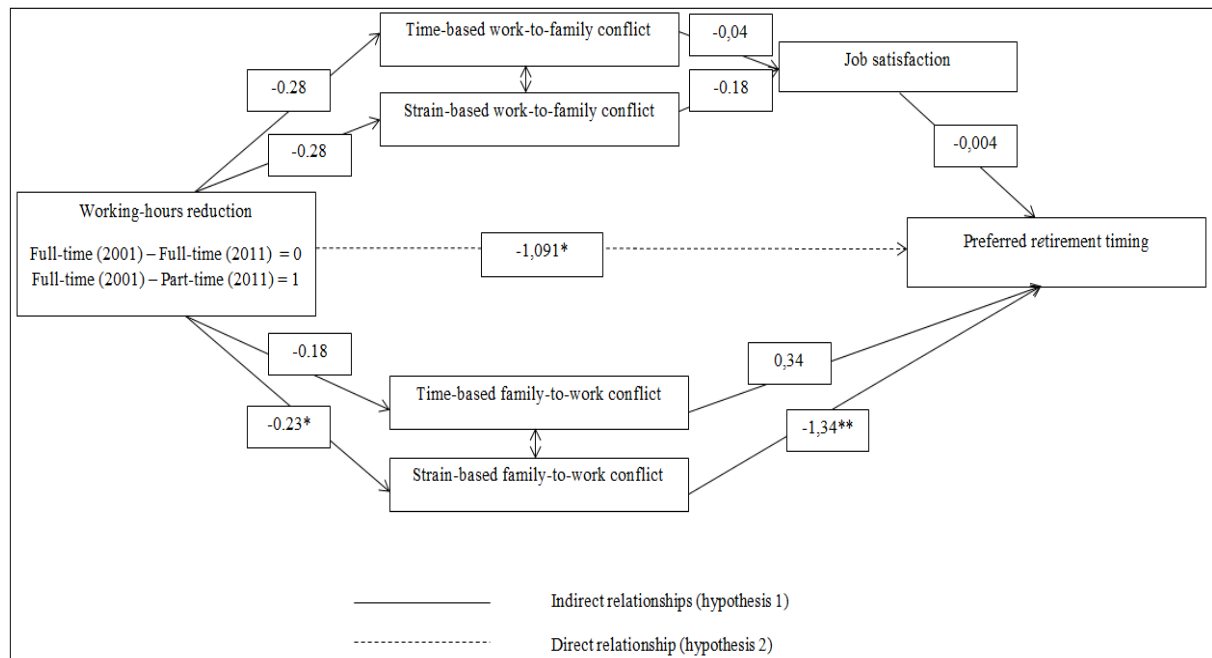 Time-based work-to-family conflict
-0,04
Job satisfaction
-0.28
Strain-based work-to-family conflict
-0.18
-0.28
-0,004
Working-hours reduction
Full-time (2001) – Full-time (2011) = 0
Full-time (2001) – Part-time (2011) = 1
-1,091*
Preferred retirement timing
-0.18
0,34
Time-based family-to-work conflict
-0.23*
-1,34**
Strain-based family-to-work conflict
Indirect relationships (hypothesis 1)
Direct relationship (hypothesis 2)